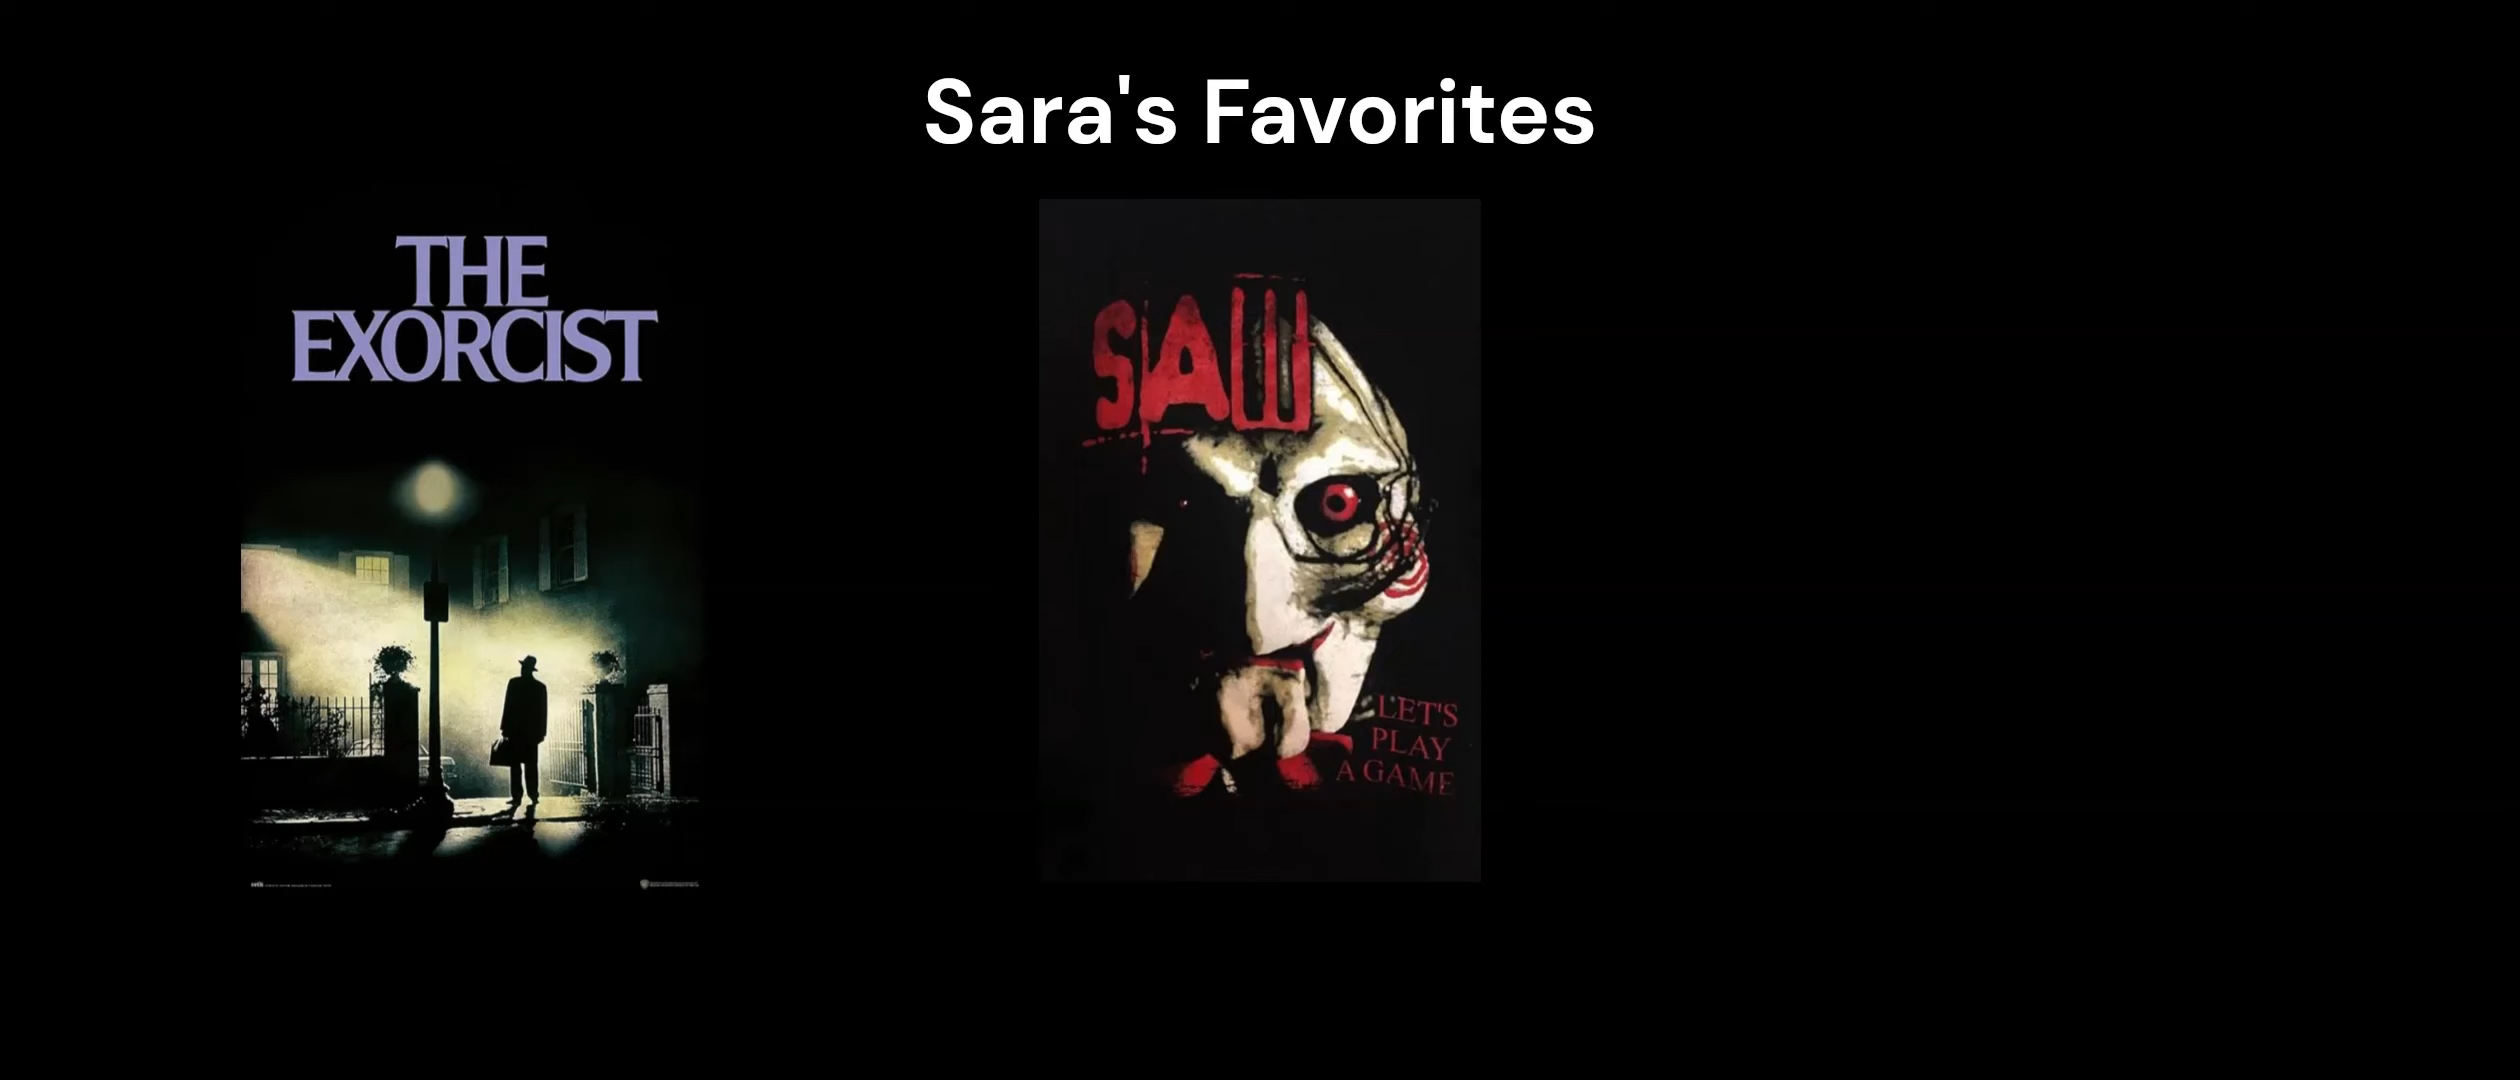 Sara's Favorites
THE
EXORCIST
SAW
LET'S
PLAY
A GAME